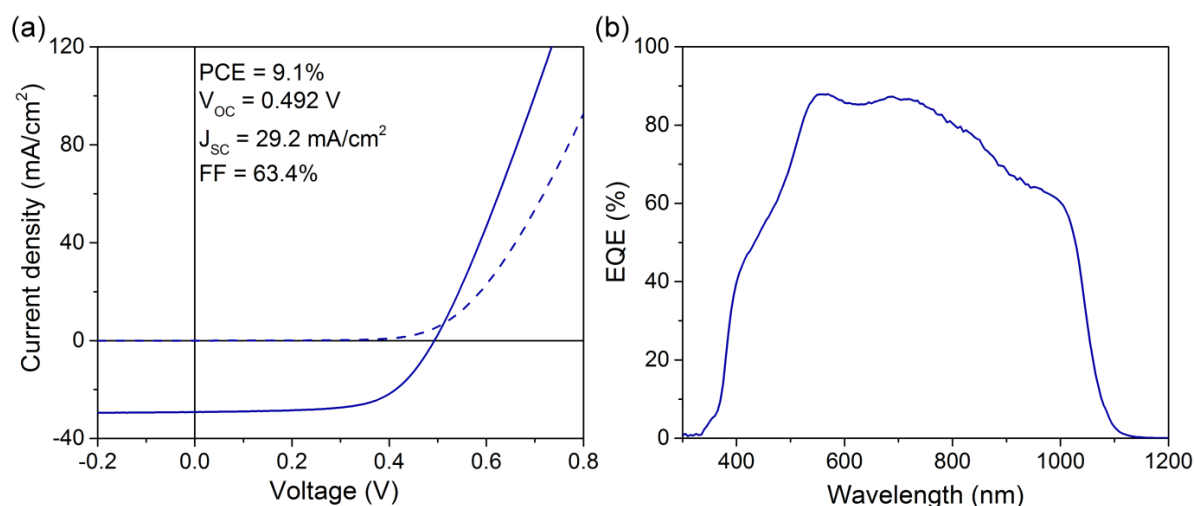 (a)
120
80
40
0
-40
Current density (mA/cm²)
PCE = 9.1%
V_OC = 0.492 V
J_SC = 29.2 mA/cm²
FF = 63.4%
-0.2 0.0 0.2 0.4 0.6 0.8
Voltage (V)
(b)
100
80
60
40
20
0
EQE (%)
400 600 800 1000 1200
Wavelength (nm)